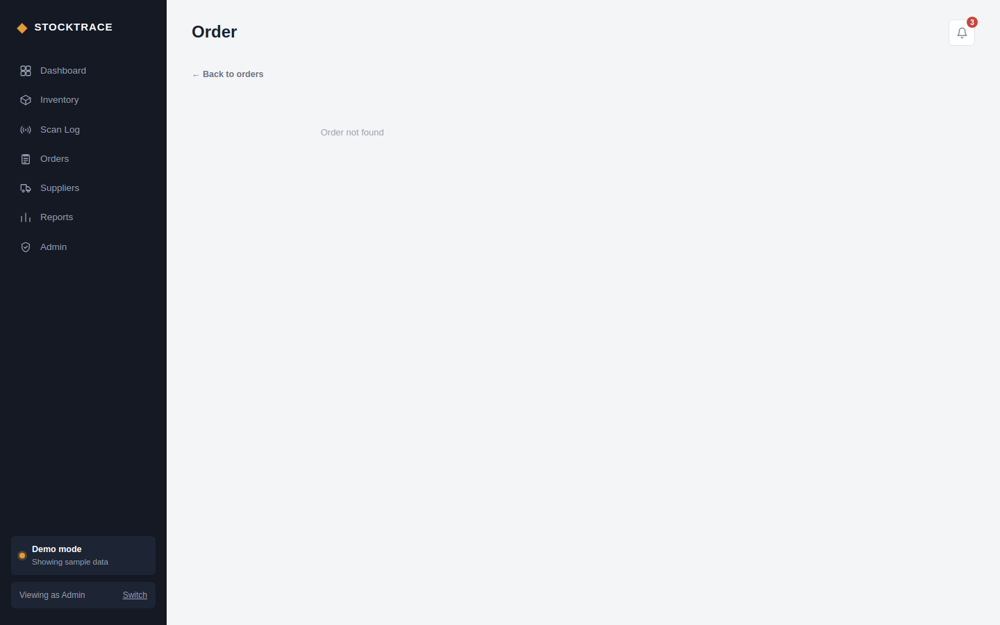 STOCKTRACE
Dashboard
Inventory
Scan Log
Orders
Suppliers
Reports
Admin
Demo mode
Showing sample data
Viewing as Admin Switch
Order
3
← Back to orders
Order not found